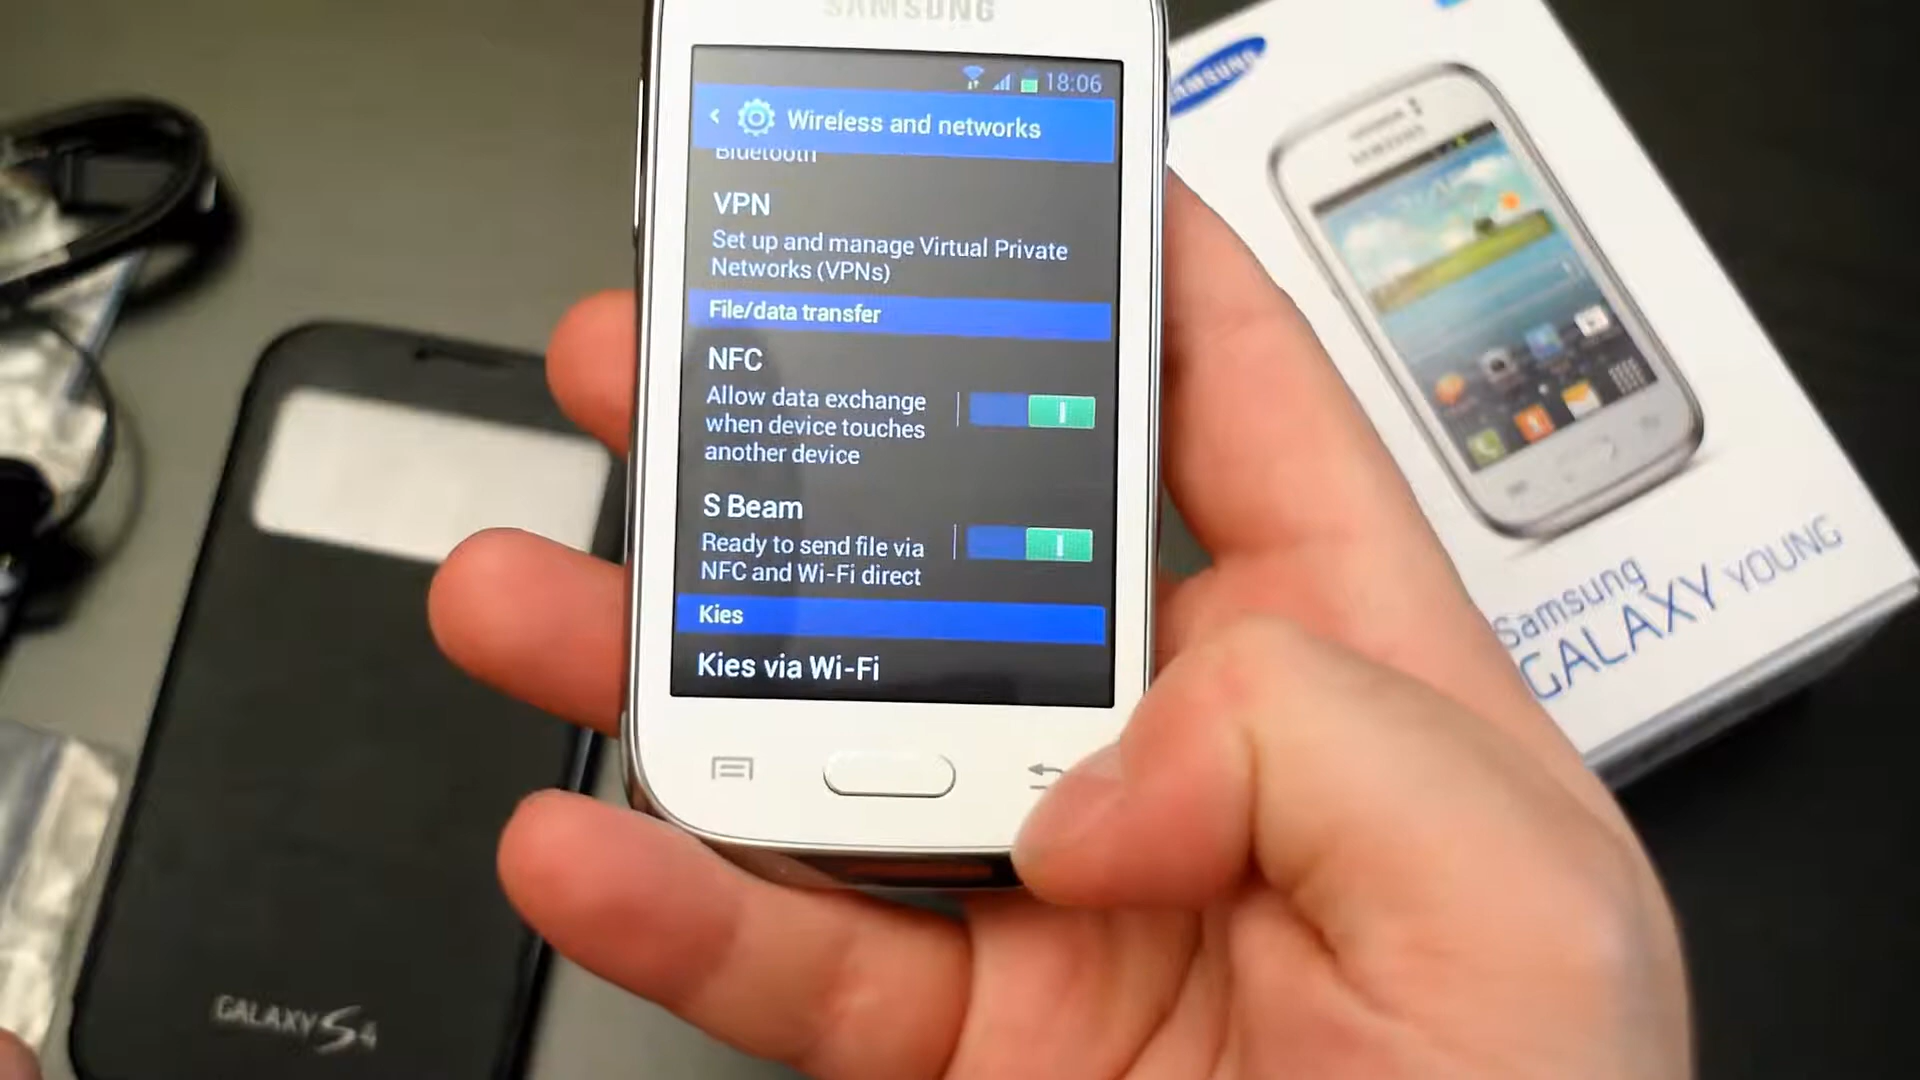 SAMSUNG
18:06
Wireless and networks
Bluetooth
VPN
Set up and manage Virtual Private
Networks (VPNs)
File/data transfer
NFC
Allow data exchange
when device touches
another device
S Beam
Ready to send file via
NFC and Wi-Fi direct
Kies
Kies via Wi-Fi
SAMSUNG
SAMSUNG
Samsung
GALAXY YOUNG
GALAXY S4